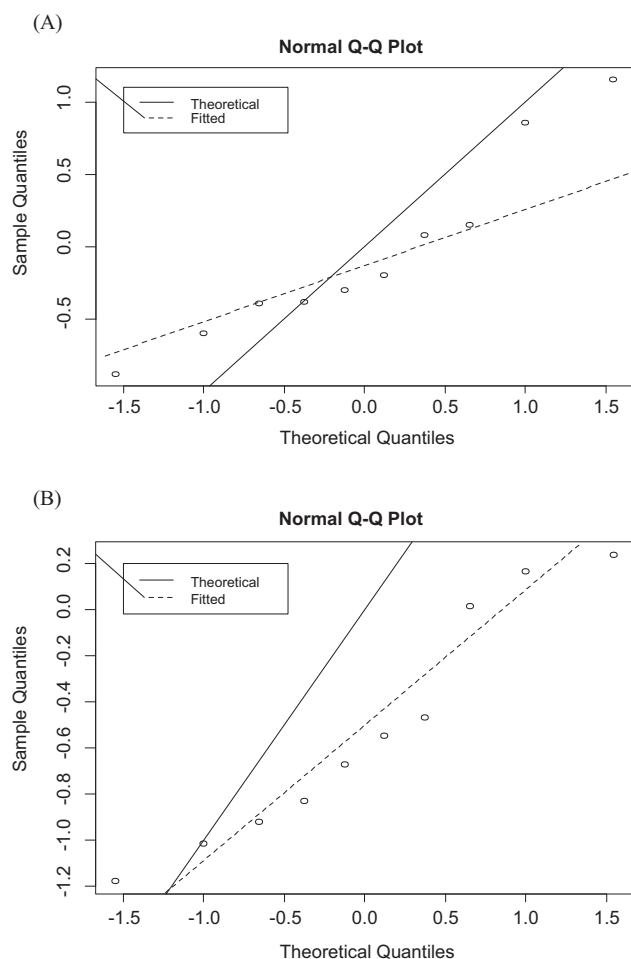 (A)
Normal Q-Q Plot
Theoretical
Fitted
Sample Quantiles
1.0
0.5
0.0
-0.5
-1.5 -1.0 -0.5 0.0 0.5 1.0 1.5
Theoretical Quantiles
(B)
Normal Q-Q Plot
Theoretical
Fitted
Sample Quantiles
0.2
0.0
-0.2
-0.4
-0.6
-0.8
-1.0
-1.2
-1.5 -1.0 -0.5 0.0 0.5 1.0 1.5
Theoretical Quantiles